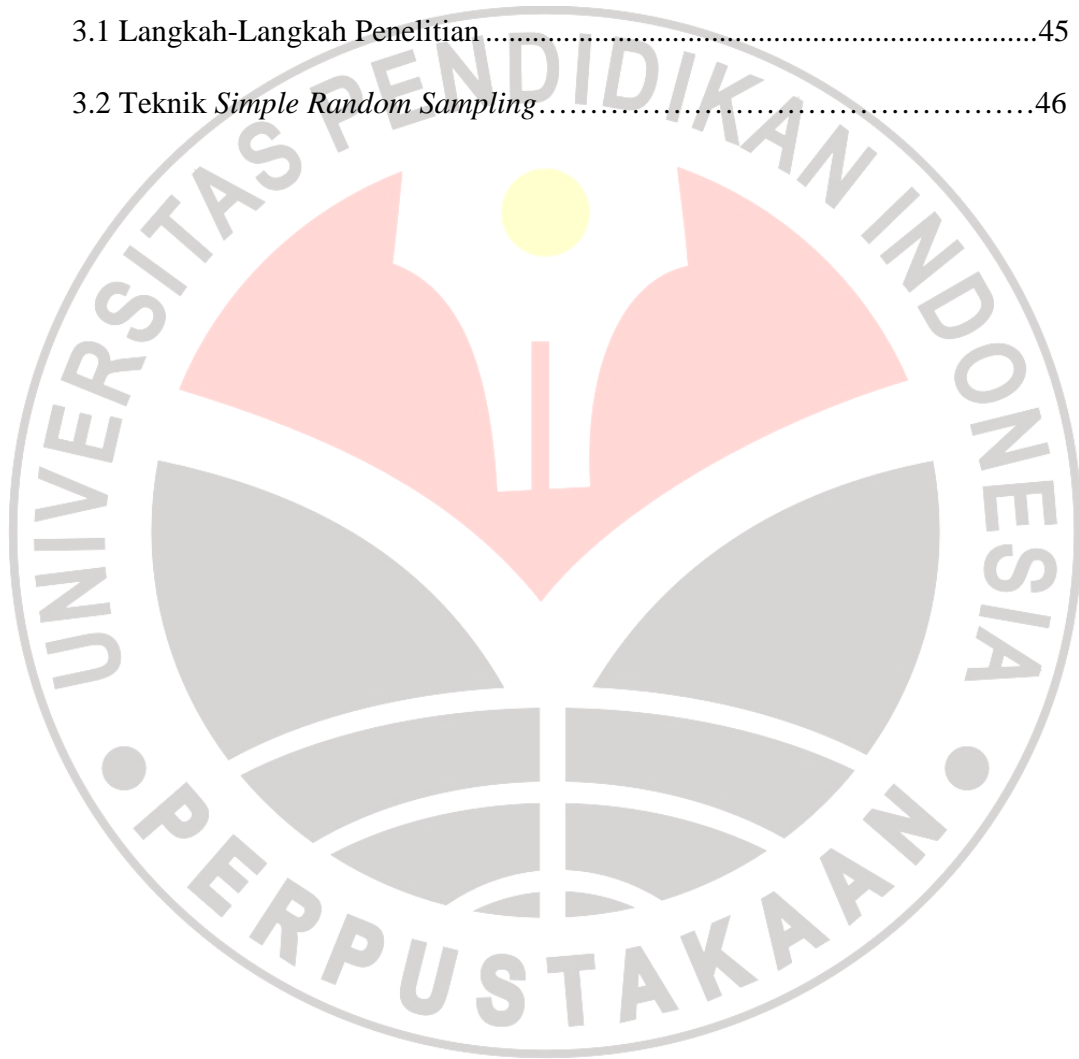 3.1 Langkah-Langkah Penelitian ....................................................................................45
3.2 Teknik Simple Random Sampling……………………………………………46
UNIVERSITAS PENDIDIKAN INDONESIA
PERPUSTAKAAN